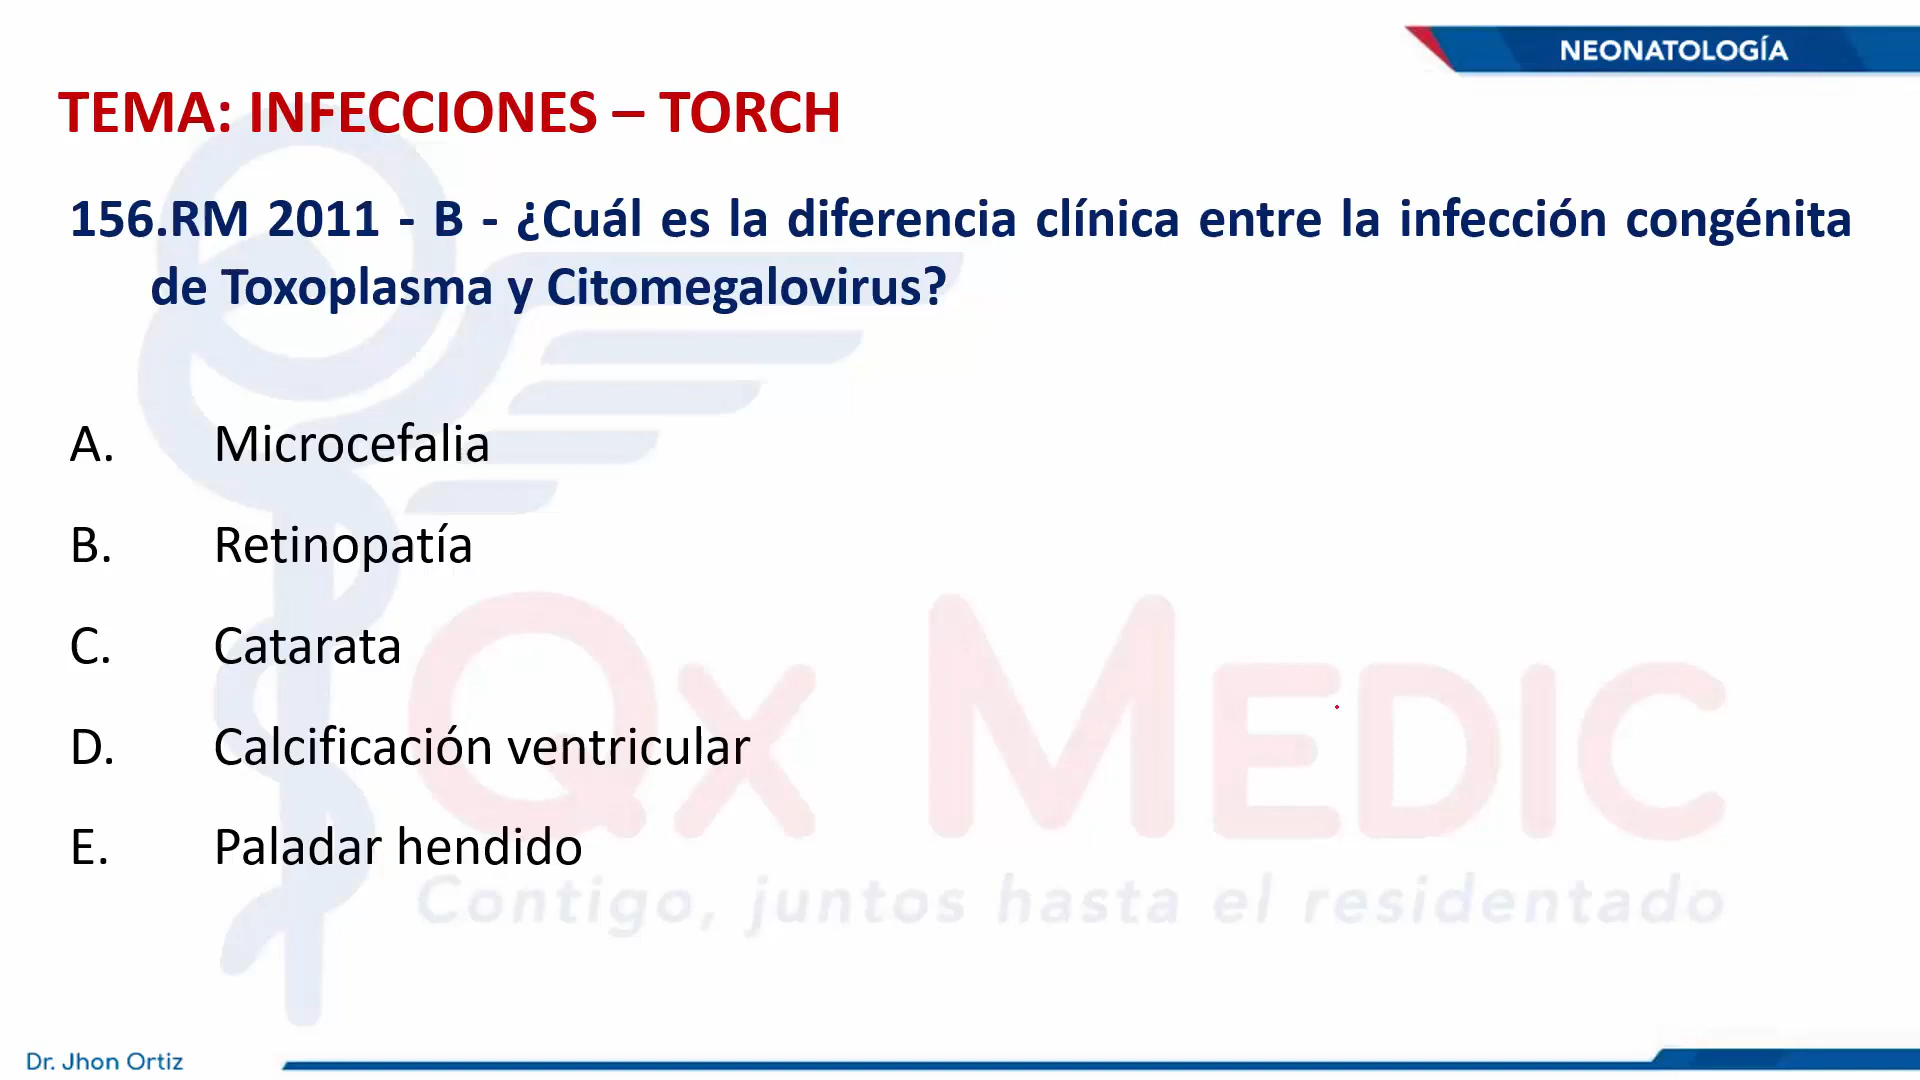 NEONATOLOGÍA
TEMA: INFECCIONES – TORCH
156.RM 2011 - B - ¿Cuál es la diferencia clínica entre la infección congénita
de Toxoplasma y Citomegalovirus?
A. Microcefalia
B. Retinopatía
C. Catarata
D. Calcificación ventricular
E. Paladar hendido
Qx MEDIC
Contigo, juntos hasta el residentado
Dr. Jhon Ortiz